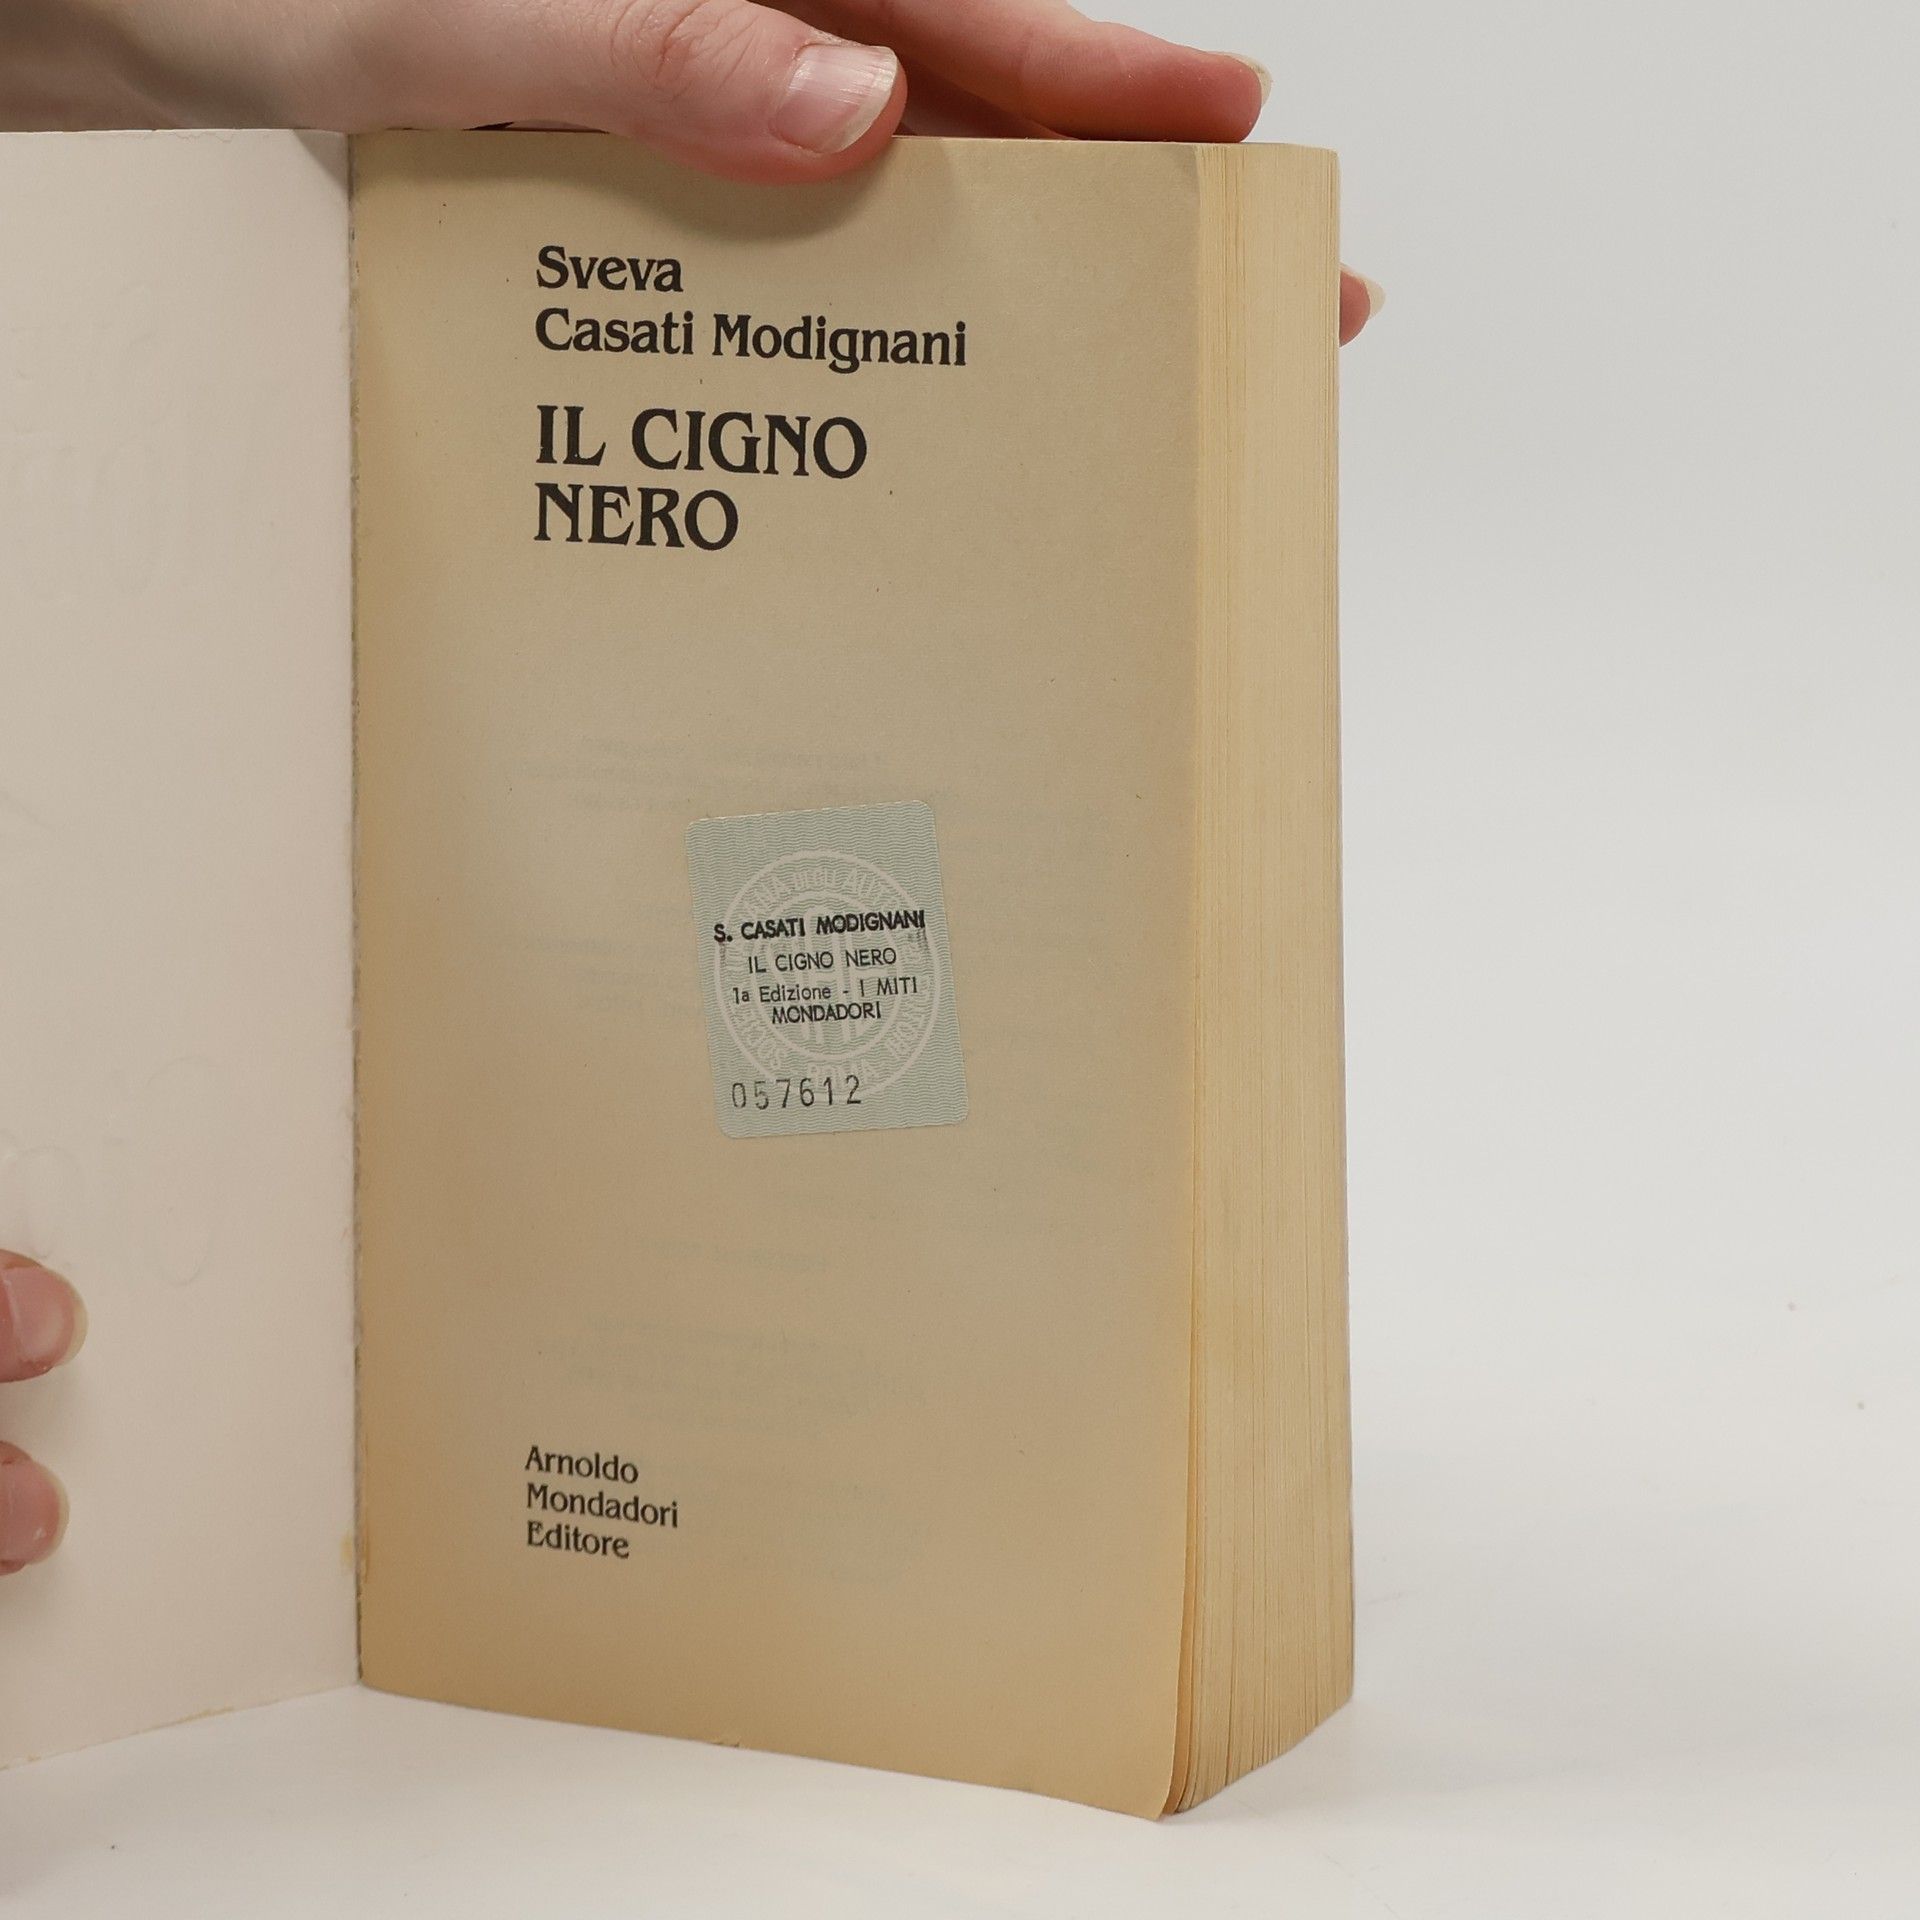 Sveva
Casati Modignani
IL CIGNO
NERO
S. CASATI MODIGNANI
IL CIGNO NERO
1a Edizione - I MITI
MONDADORI
057612
Arnoldo
Mondadori
Editore